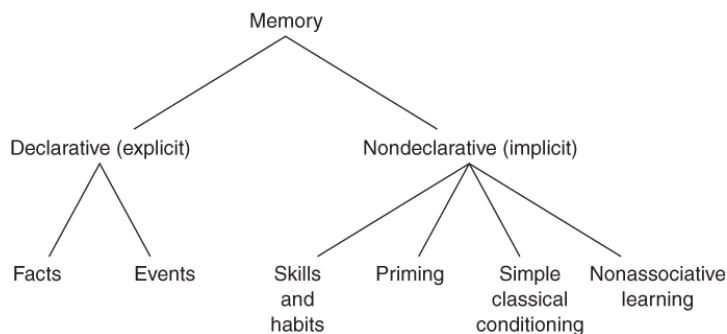 Memory
Declarative (explicit)
Nondeclarative (implicit)
Facts
Events
Skills
and
habits
Priming
Simple
classical
conditioning
Nonassociative
learning